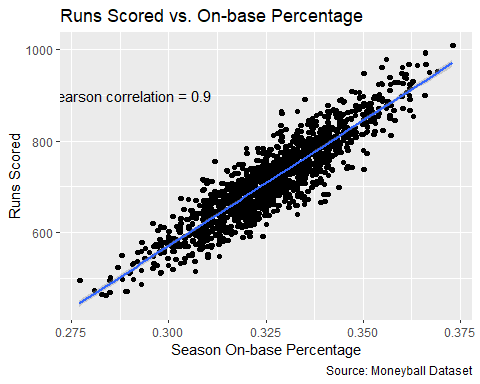 Runs Scored vs. On-base Percentage
1000
800
600
Runs Scored
earson correlation = 0.9
0.275 0.300 0.325 0.350 0.375
Season On-base Percentage
Source: Moneyball Dataset